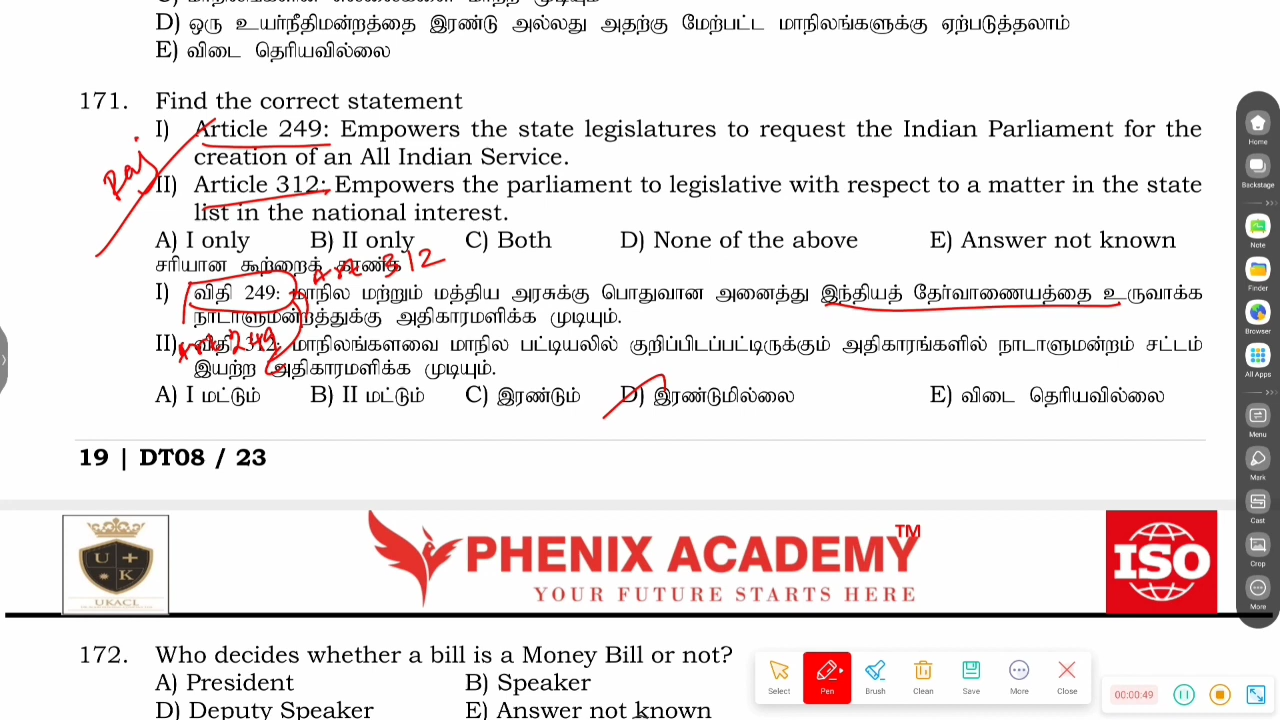 D) ஒரு உயர்நீதிமன்றத்தை இரண்டு அல்லது அதற்கு மேற்பட்ட மாநிலங்களுக்கு ஏற்படுத்தலாம்
E) விடை தெரியவில்லை
171. Find the correct statement
I) Article 249: Empowers the state legislatures to request the Indian Parliament for the
creation of an All Indian Service.
Raj
II) Article 312: Empowers the parliament to legislative with respect to a matter in the state
list in the national interest.
A) I only B) II only C) Both D) None of the above E) Answer not known
சரியான கூற்றைக் காண்க
Art 312
I) விதி 249: மாநில மற்றும் மத்திய அரசுக்கு பொதுவான அனைத்து இந்தியத் தேர்வாணையத்தை உருவாக்க
நாடாளுமன்றத்துக்கு அதிகாரமளிக்க முடியும்.
Art 249
II) விதி 312: மாநிலங்களவை மாநில பட்டியலில் குறிப்பிடப்பட்டிருக்கும் அதிகாரங்களில் நாடாளுமன்றம் சட்டம்
இயற்ற அதிகாரமளிக்க முடியும்.
A) I மட்டும் B) II மட்டும் C) இரண்டும் D) இரண்டுமில்லை E) விடை தெரியவில்லை
19 | DT08 / 23
U + K
UKACL
PHENIX ACADEMY TM
YOUR FUTURE STARTS HERE
ISO
172. Who decides whether a bill is a Money Bill or not?
A) President B) Speaker
D) Deputy Speaker E) Answer not known
Home
Backstage
Note
Finder
Browser
All Apps
Menu
Mark
Cast
Crop
More
Select Pen Brush Clean Save More Close
00:00:49